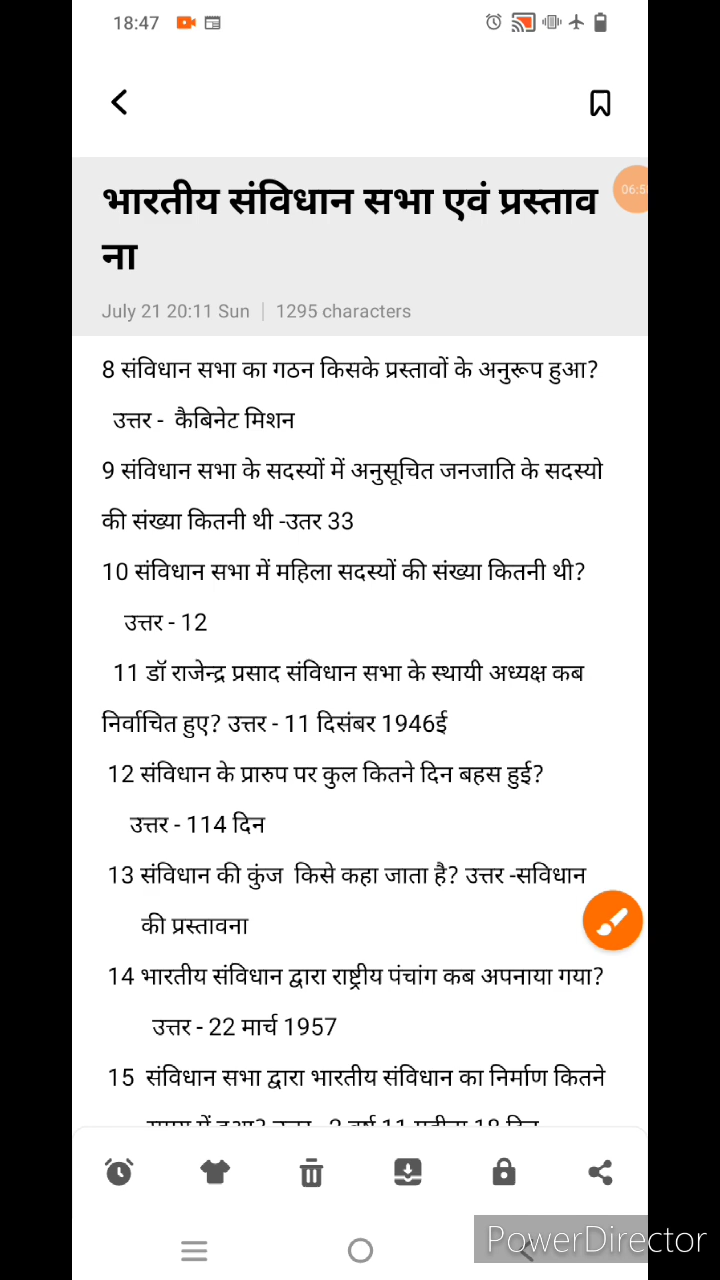 18:47
06:5
भारतीय संविधान सभा एवं प्रस्ताव
ना
July 21 20:11 Sun | 1295 characters
8 संविधान सभा का गठन किसके प्रस्तावों के अनुरूप हुआ?
उत्तर - कैबिनेट मिशन
9 संविधान सभा के सदस्यों में अनुसूचित जनजाति के सदस्यो
की संख्या कितनी थी -उतर 33
10 संविधान सभा में महिला सदस्यों की संख्या कितनी थी?
उत्तर - 12
11 डॉ राजेन्द्र प्रसाद संविधान सभा के स्थायी अध्यक्ष कब
निर्वाचित हुए? उत्तर - 11 दिसंबर 1946ई
12 संविधान के प्रारुप पर कुल कितने दिन बहस हुई?
उत्तर - 114 दिन
13 संविधान की कुंज किसे कहा जाता है? उत्तर -सविधान
की प्रस्तावना
14 भारतीय संविधान द्वारा राष्ट्रीय पंचांग कब अपनाया गया?
उत्तर - 22 मार्च 1957
15 संविधान सभा द्वारा भारतीय संविधान का निर्माण कितने
PowerDirector